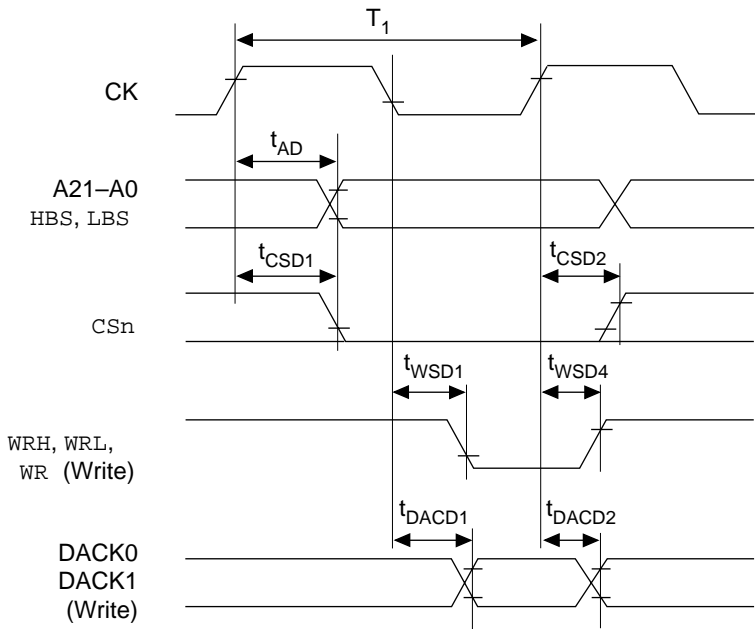 T1
CK
tAD
A21–A0
HBS, LBS
tCSD1
tCSD2
CSn
tWSD1
tWSD4
WRH, WRL,
WR (Write)
tDACD1
tDACD2
DACK0
DACK1
(Write)